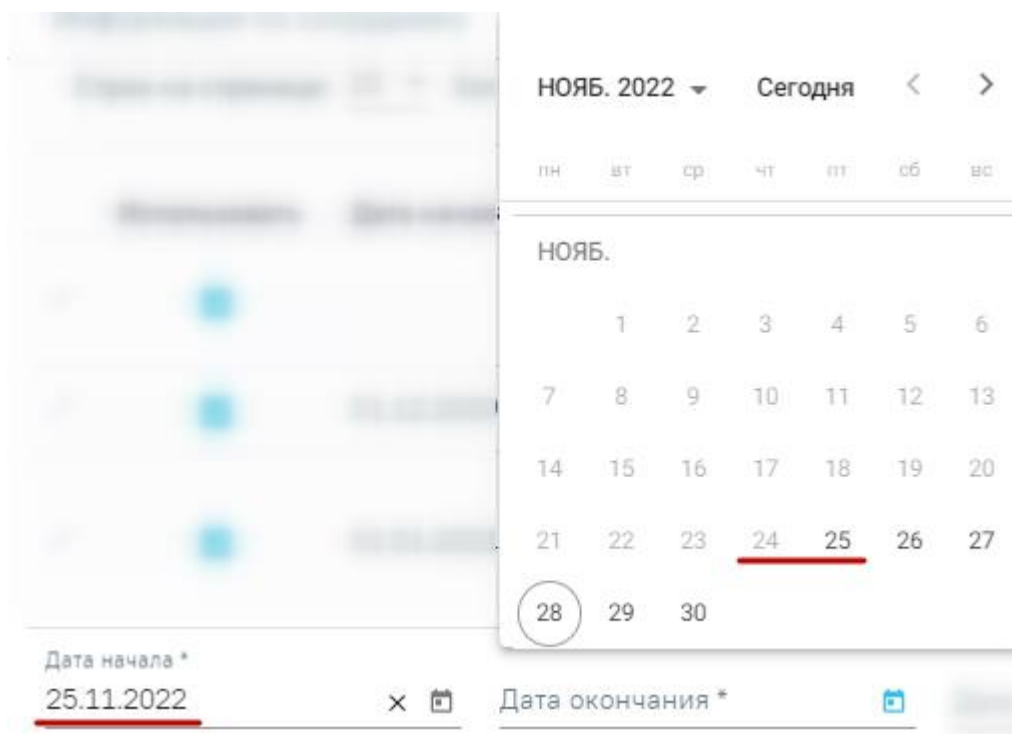 НОЯБ. 2022 Сегодня
пн вт ср чт пт сб вс
НОЯБ.
1 2 3 4 5 6
7 8 9 10 11 12 13
14 15 16 17 18 19 20
21 22 23 24 25 26 27
28 29 30
Дата начала *
25.11.2022
Дата окончания *